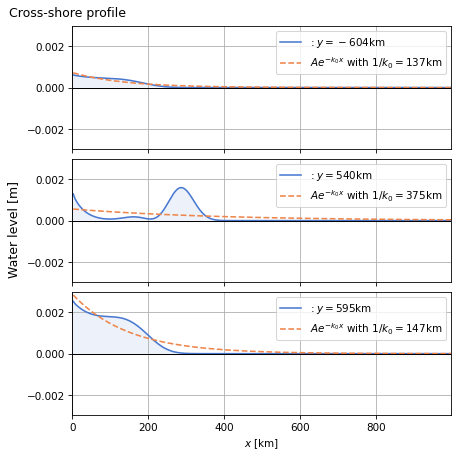 Cross-shore profile
Water level [m]
0.002
0.000
−0.002
: y = − 604km
Ae^{−k₀x} with 1/k₀ = 137km
0.002
0.000
−0.002
: y = 540km
Ae^{−k₀x} with 1/k₀ = 375km
0.002
0.000
−0.002
: y = 595km
Ae^{−k₀x} with 1/k₀ = 147km
0 200 400 600 800
x [km]